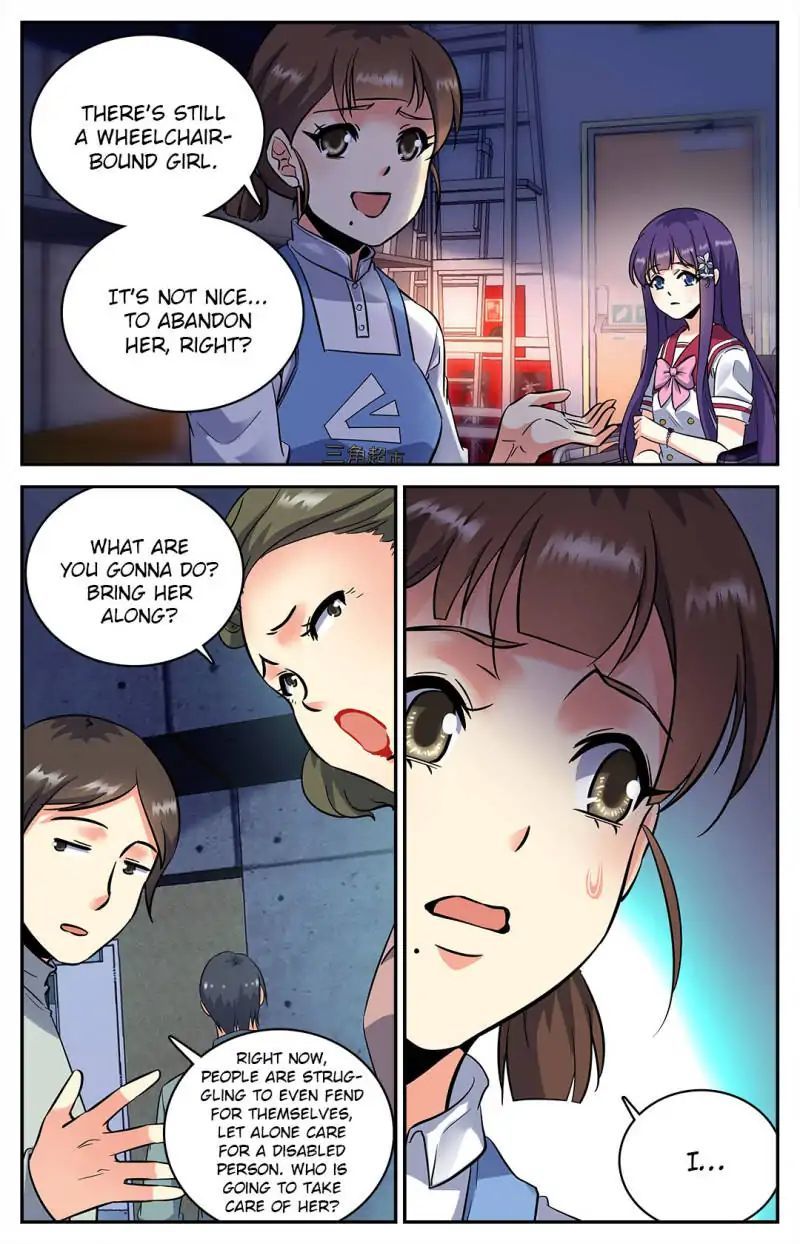 THERE'S STILL
A WHEELCHAIR-
BOUND GIRL.
IT'S NOT NICE...
TO ABANDON
HER, RIGHT?
三角超市
WHAT ARE
YOU GONNA DO?
BRING HER
ALONG?
RIGHT NOW,
PEOPLE ARE STRUG-
GLING TO EVEN FEND
FOR THEMSELVES,
LET ALONE CARE
FOR A DISABLED
PERSON. WHO IS
GOING TO TAKE
CARE OF HER?
I...